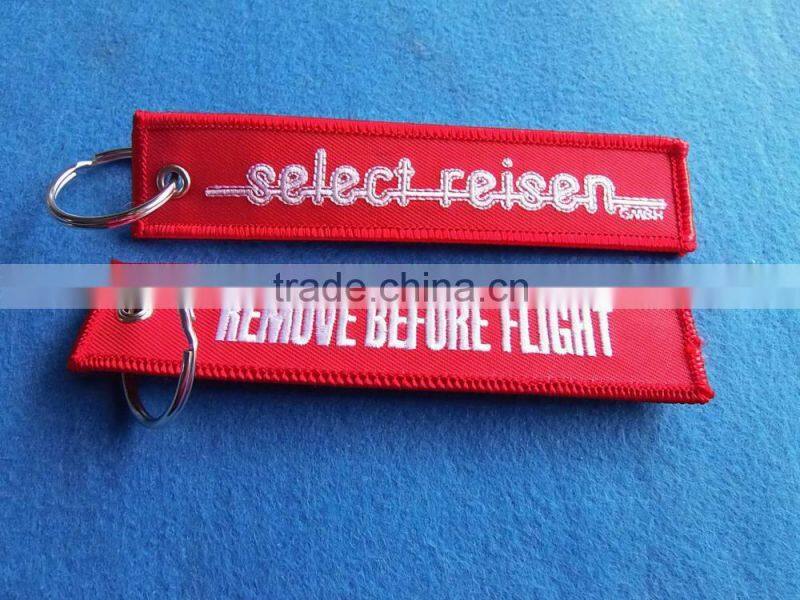 select reisen
GMBH
trade.china.cn
REMOVE BEFORE FLIGHT